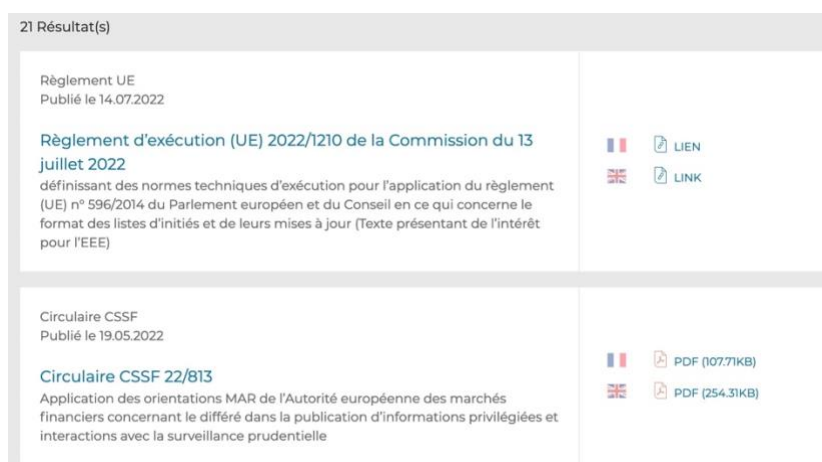 21 Résultat(s)
Règlement UE
Publié le 14.07.2022
Règlement d'exécution (UE) 2022/1210 de la Commission du 13
juillet 2022
définissant des normes techniques d'exécution pour l'application du règlement
(UE) n° 596/2014 du Parlement européen et du Conseil en ce qui concerne le
format des listes d'initiés et de leurs mises à jour (Texte présentant de l'intérêt
pour l'EEE)
LIEN
LINK
Circulaire CSSF
Publié le 19.05.2022
Circulaire CSSF 22/813
Application des orientations MAR de l'Autorité européenne des marchés
financiers concernant le différé dans la publication d'informations privilégiées et
interactions avec la surveillance prudentielle
PDF (107.71KB)
PDF (254.31KB)